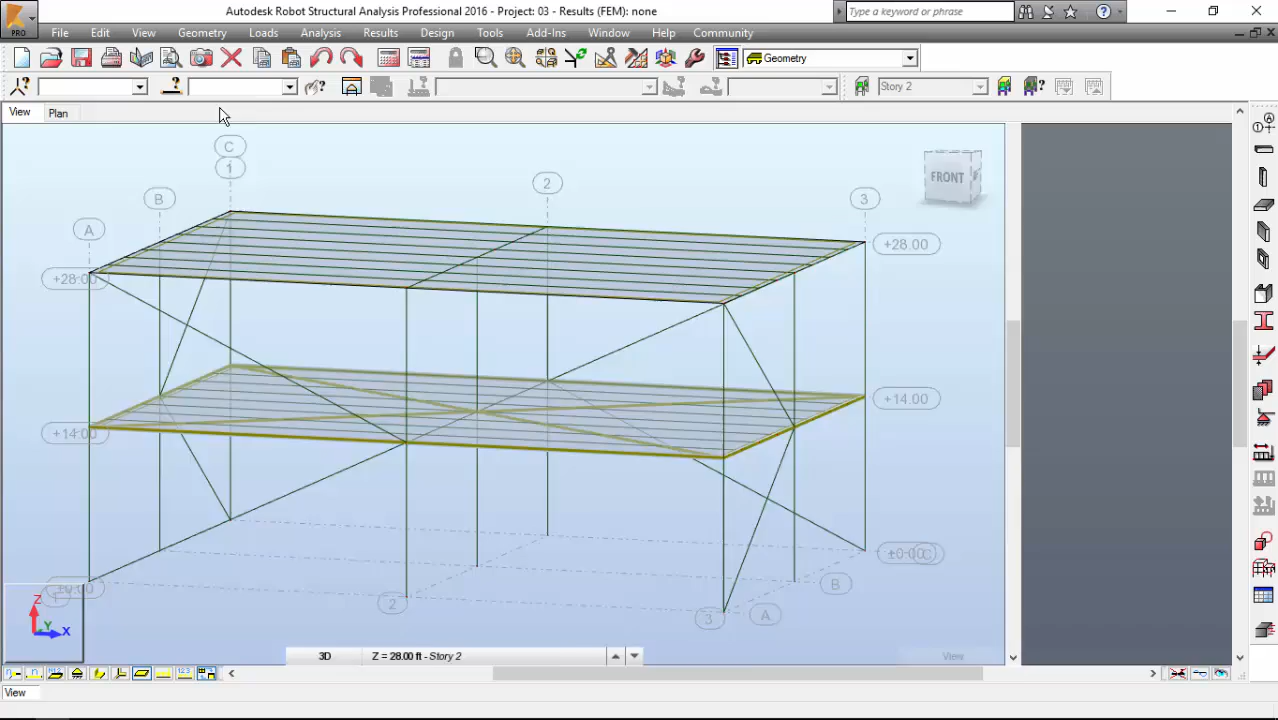 Autodesk Robot Structural Analysis Professional 2016 - Project: 03 - Results (FEM): none
Type a keyword or phrase
PRO
File Edit View Geometry Loads Analysis Results Design Tools Add-Ins Window Help Community
Geometry
Story 2
View Plan
C
1
2
B
3
A
FRONT
+28.00
+28.00
+14.00
+14.00
±0.00 C
B
±0.00
1
2
3
A
Z
Y
X
3D Z = 28.00 ft - Story 2
View
View